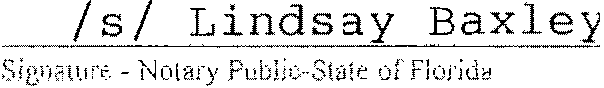 /s/ Lindsay Baxley
Signature - Notary Public-State of Florida